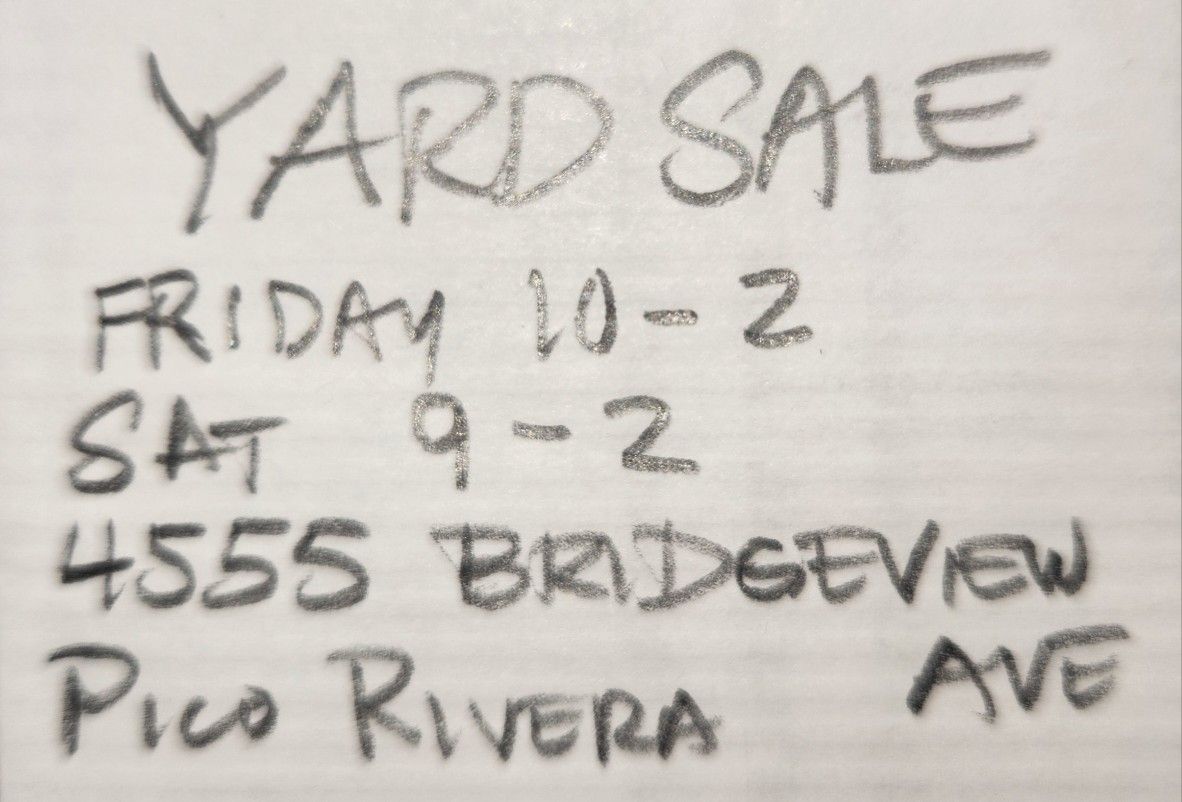 YARD SALE
FRIDAY 10-2
SAT 9-2
4555 BRIDGEVIEW
AVE
PICO RIVERA